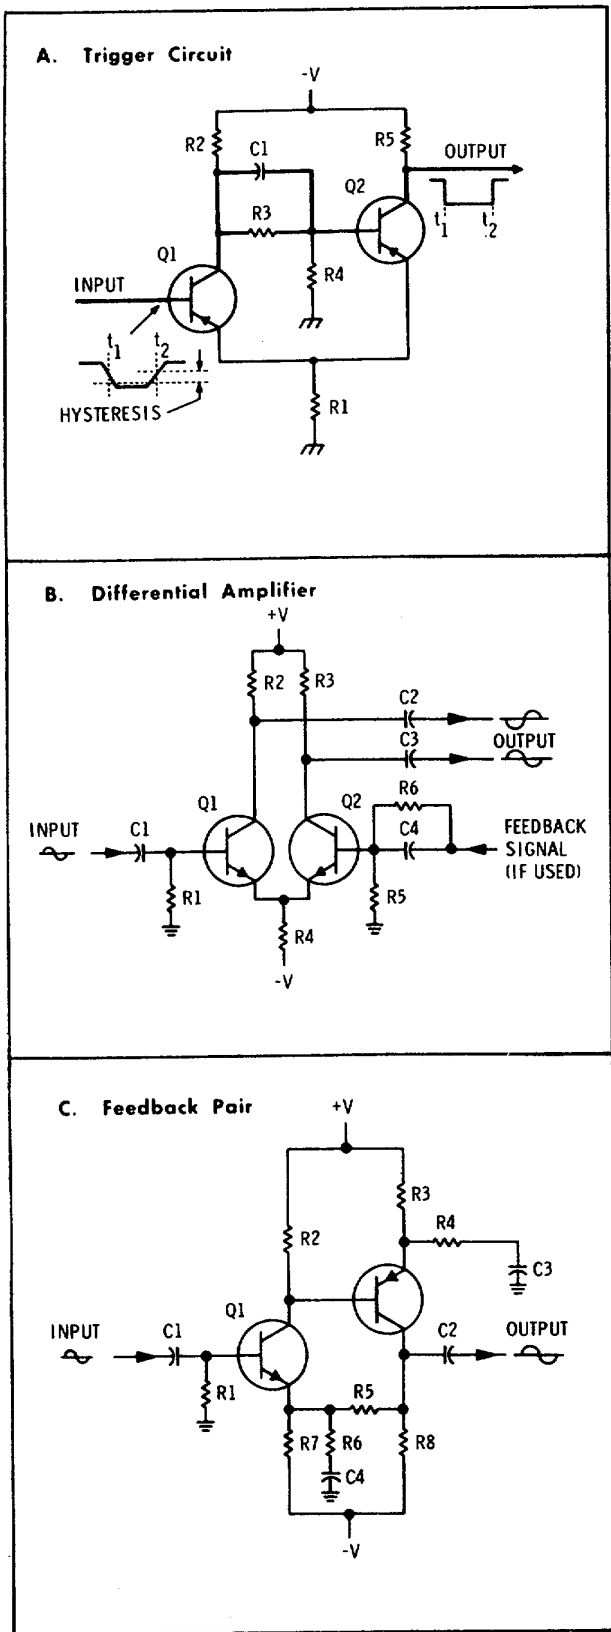 A. Trigger Circuit
-V
R2
C1
R5
OUTPUT
Q2
t1 t2
R3
Q1
R4
INPUT
t1 t2
R1
HYSTERESIS
B. Differential Amplifier
+V
R2 R3
C2
C3 OUTPUT
R6
Q1 Q2
INPUT C1 C4 FEEDBACK
SIGNAL
(IF USED)
R1 R5
R4
-V
C. Feedback Pair
+V
R3
R4
R2
C3
Q1
INPUT C1 C2 OUTPUT
R1 R5
R7 R6 R8
C4
-V